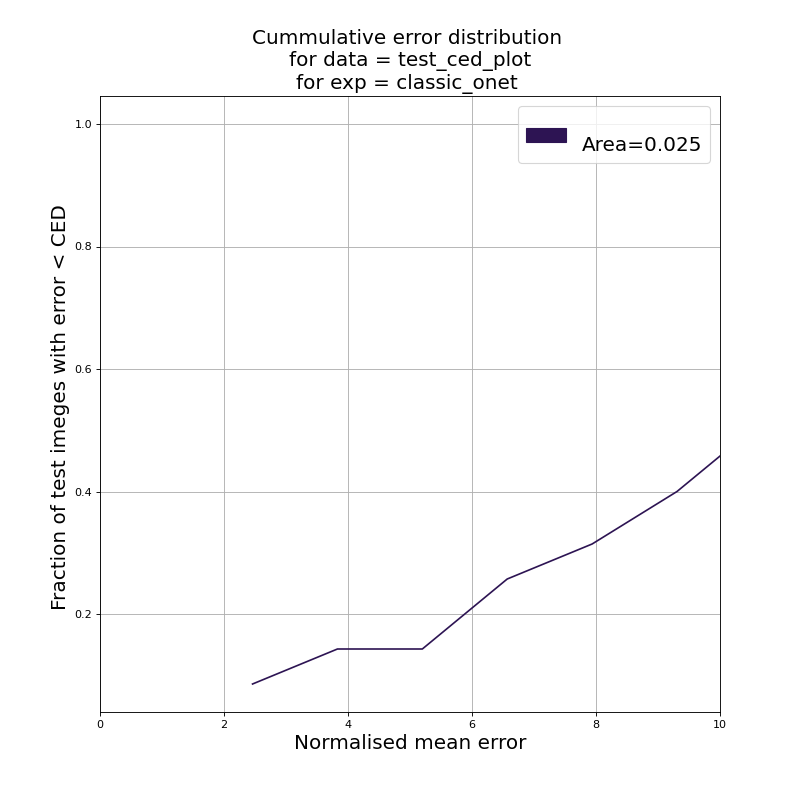 Cummulative error distribution
for data = test_ced_plot
for exp = classic_onet
Area=0.025
Fraction of test imeges with error < CED
1.0
0.8
0.6
0.4
0.2
0 2 4 6 8 10
Normalised mean error